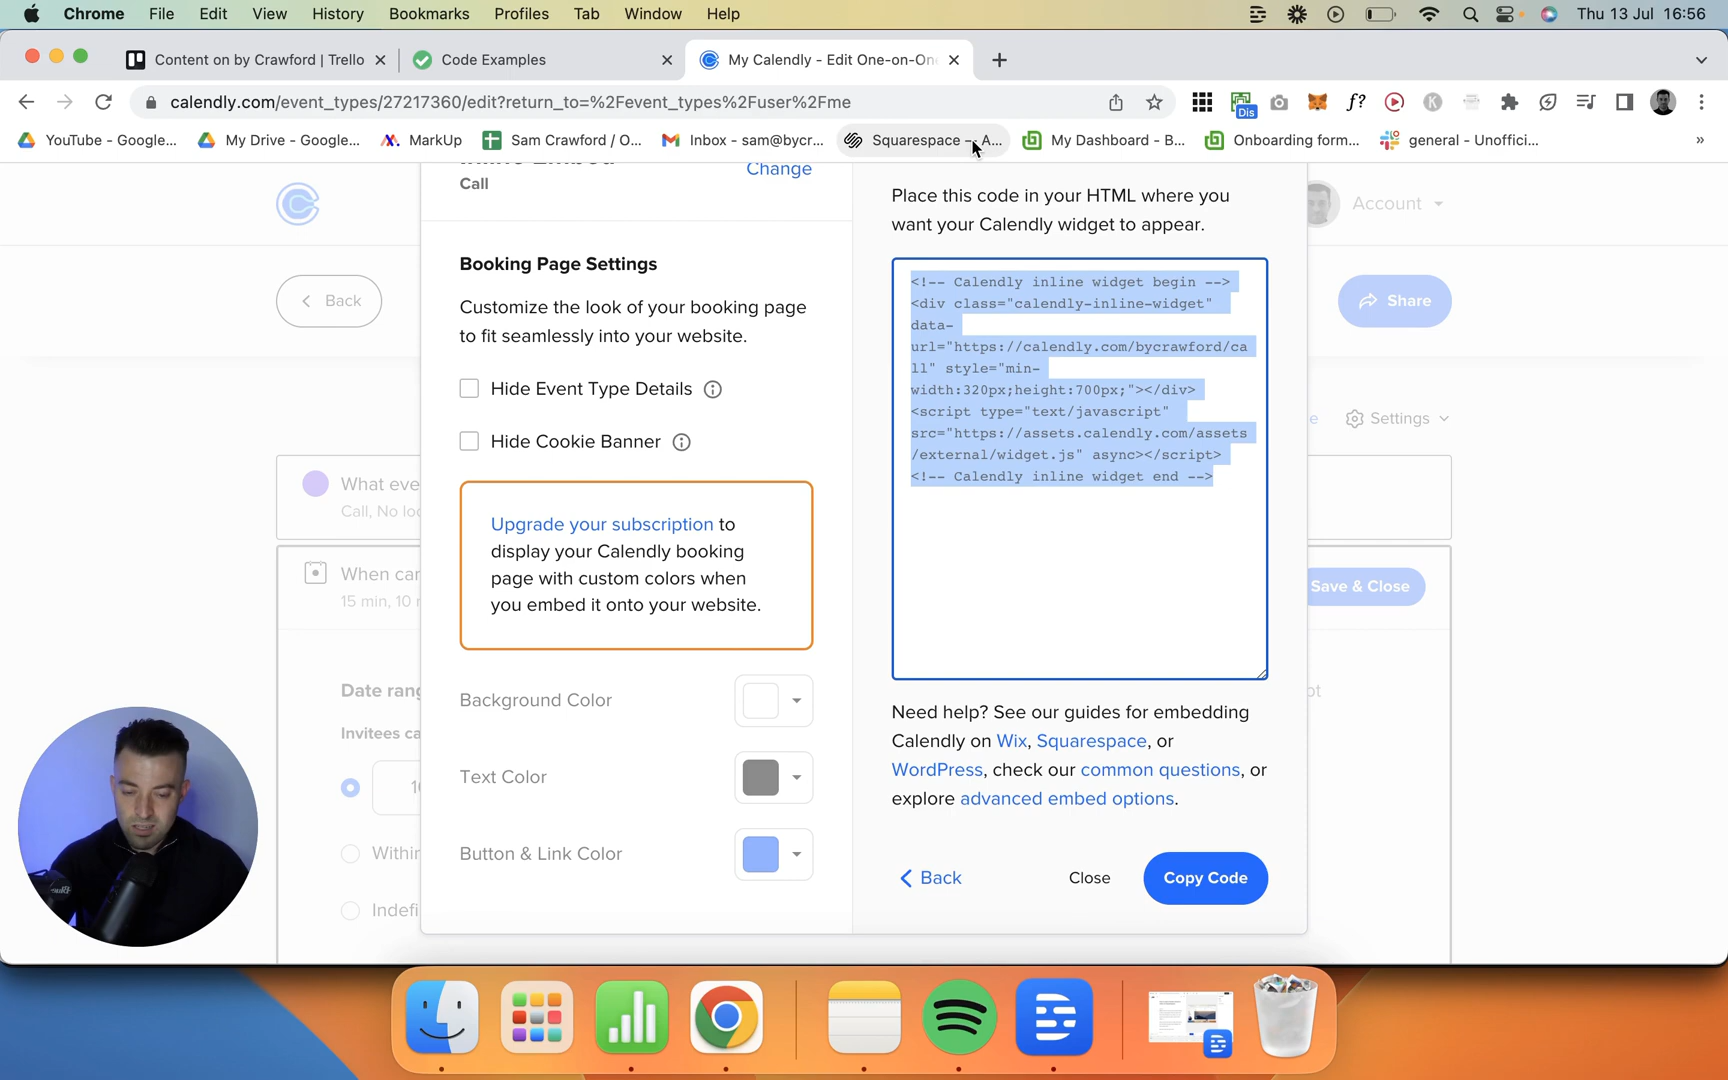 Chrome File Edit View History Bookmarks Profiles Tab Window Help Thu 13 Jul 16:56
Content on by Crawford | Trello Code Examples My Calendly - Edit One-on-On
calendly.com/event_types/27217360/edit?return_to=%2Fevent_types%2Fuser%2Fme
Dis
YouTube - Google... My Drive - Google... MarkUp Sam Crawford / O... Inbox - sam@bycr... Squarespace - A... My Dashboard - B... Onboarding form... general - Unoffici... »
Call
Change
Place this code in your HTML where you
want your Calendly widget to appear.
Account
Back
Share
Booking Page Settings
Customize the look of your booking page
to fit seamlessly into your website.
Hide Event Type Details
Hide Cookie Banner
Upgrade your subscription to
display your Calendly booking
page with custom colors when
you embed it onto your website.
Background Color
Text Color
Button & Link Color
<!-- Calendly inline widget begin -->
<div class="calendly-inline-widget"
data-
url="https://calendly.com/bycrawford/ca
ll" style="min-
width:320px;height:700px;"></div>
<script type="text/javascript"
src="https://assets.calendly.com/assets
/external/widget.js" async></script>
<!-- Calendly inline widget end -->
Need help? See our guides for embedding
Calendly on Wix, Squarespace, or
WordPress, check our common questions, or
explore advanced embed options.
Back Close Copy Code
Settings
What eve
Call, No loc
When can
15 min, 10
Save & Close
Date rang
Invitees ca
Within
Indefi